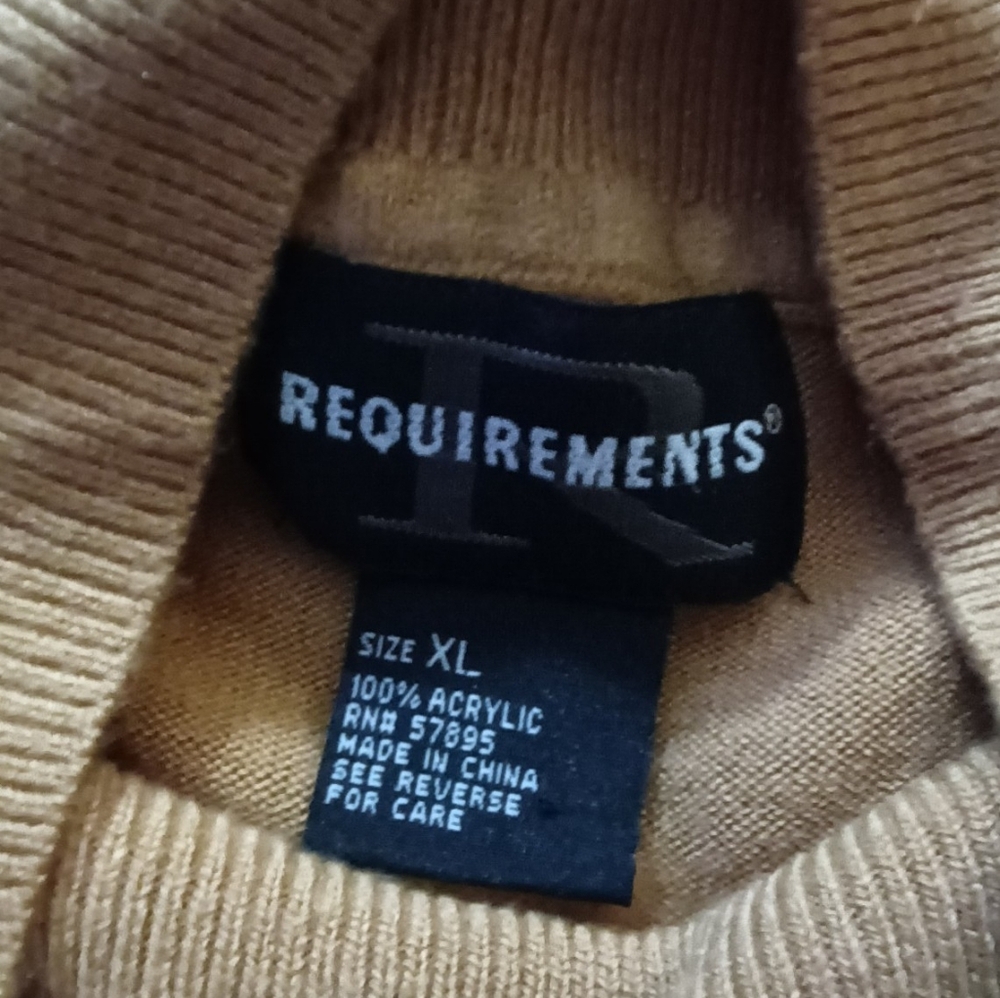 REQUIREMENTS®
R
SIZE XL
100% ACRYLIC
RN# 57895
MADE IN CHINA
SEE REVERSE
FOR CARE